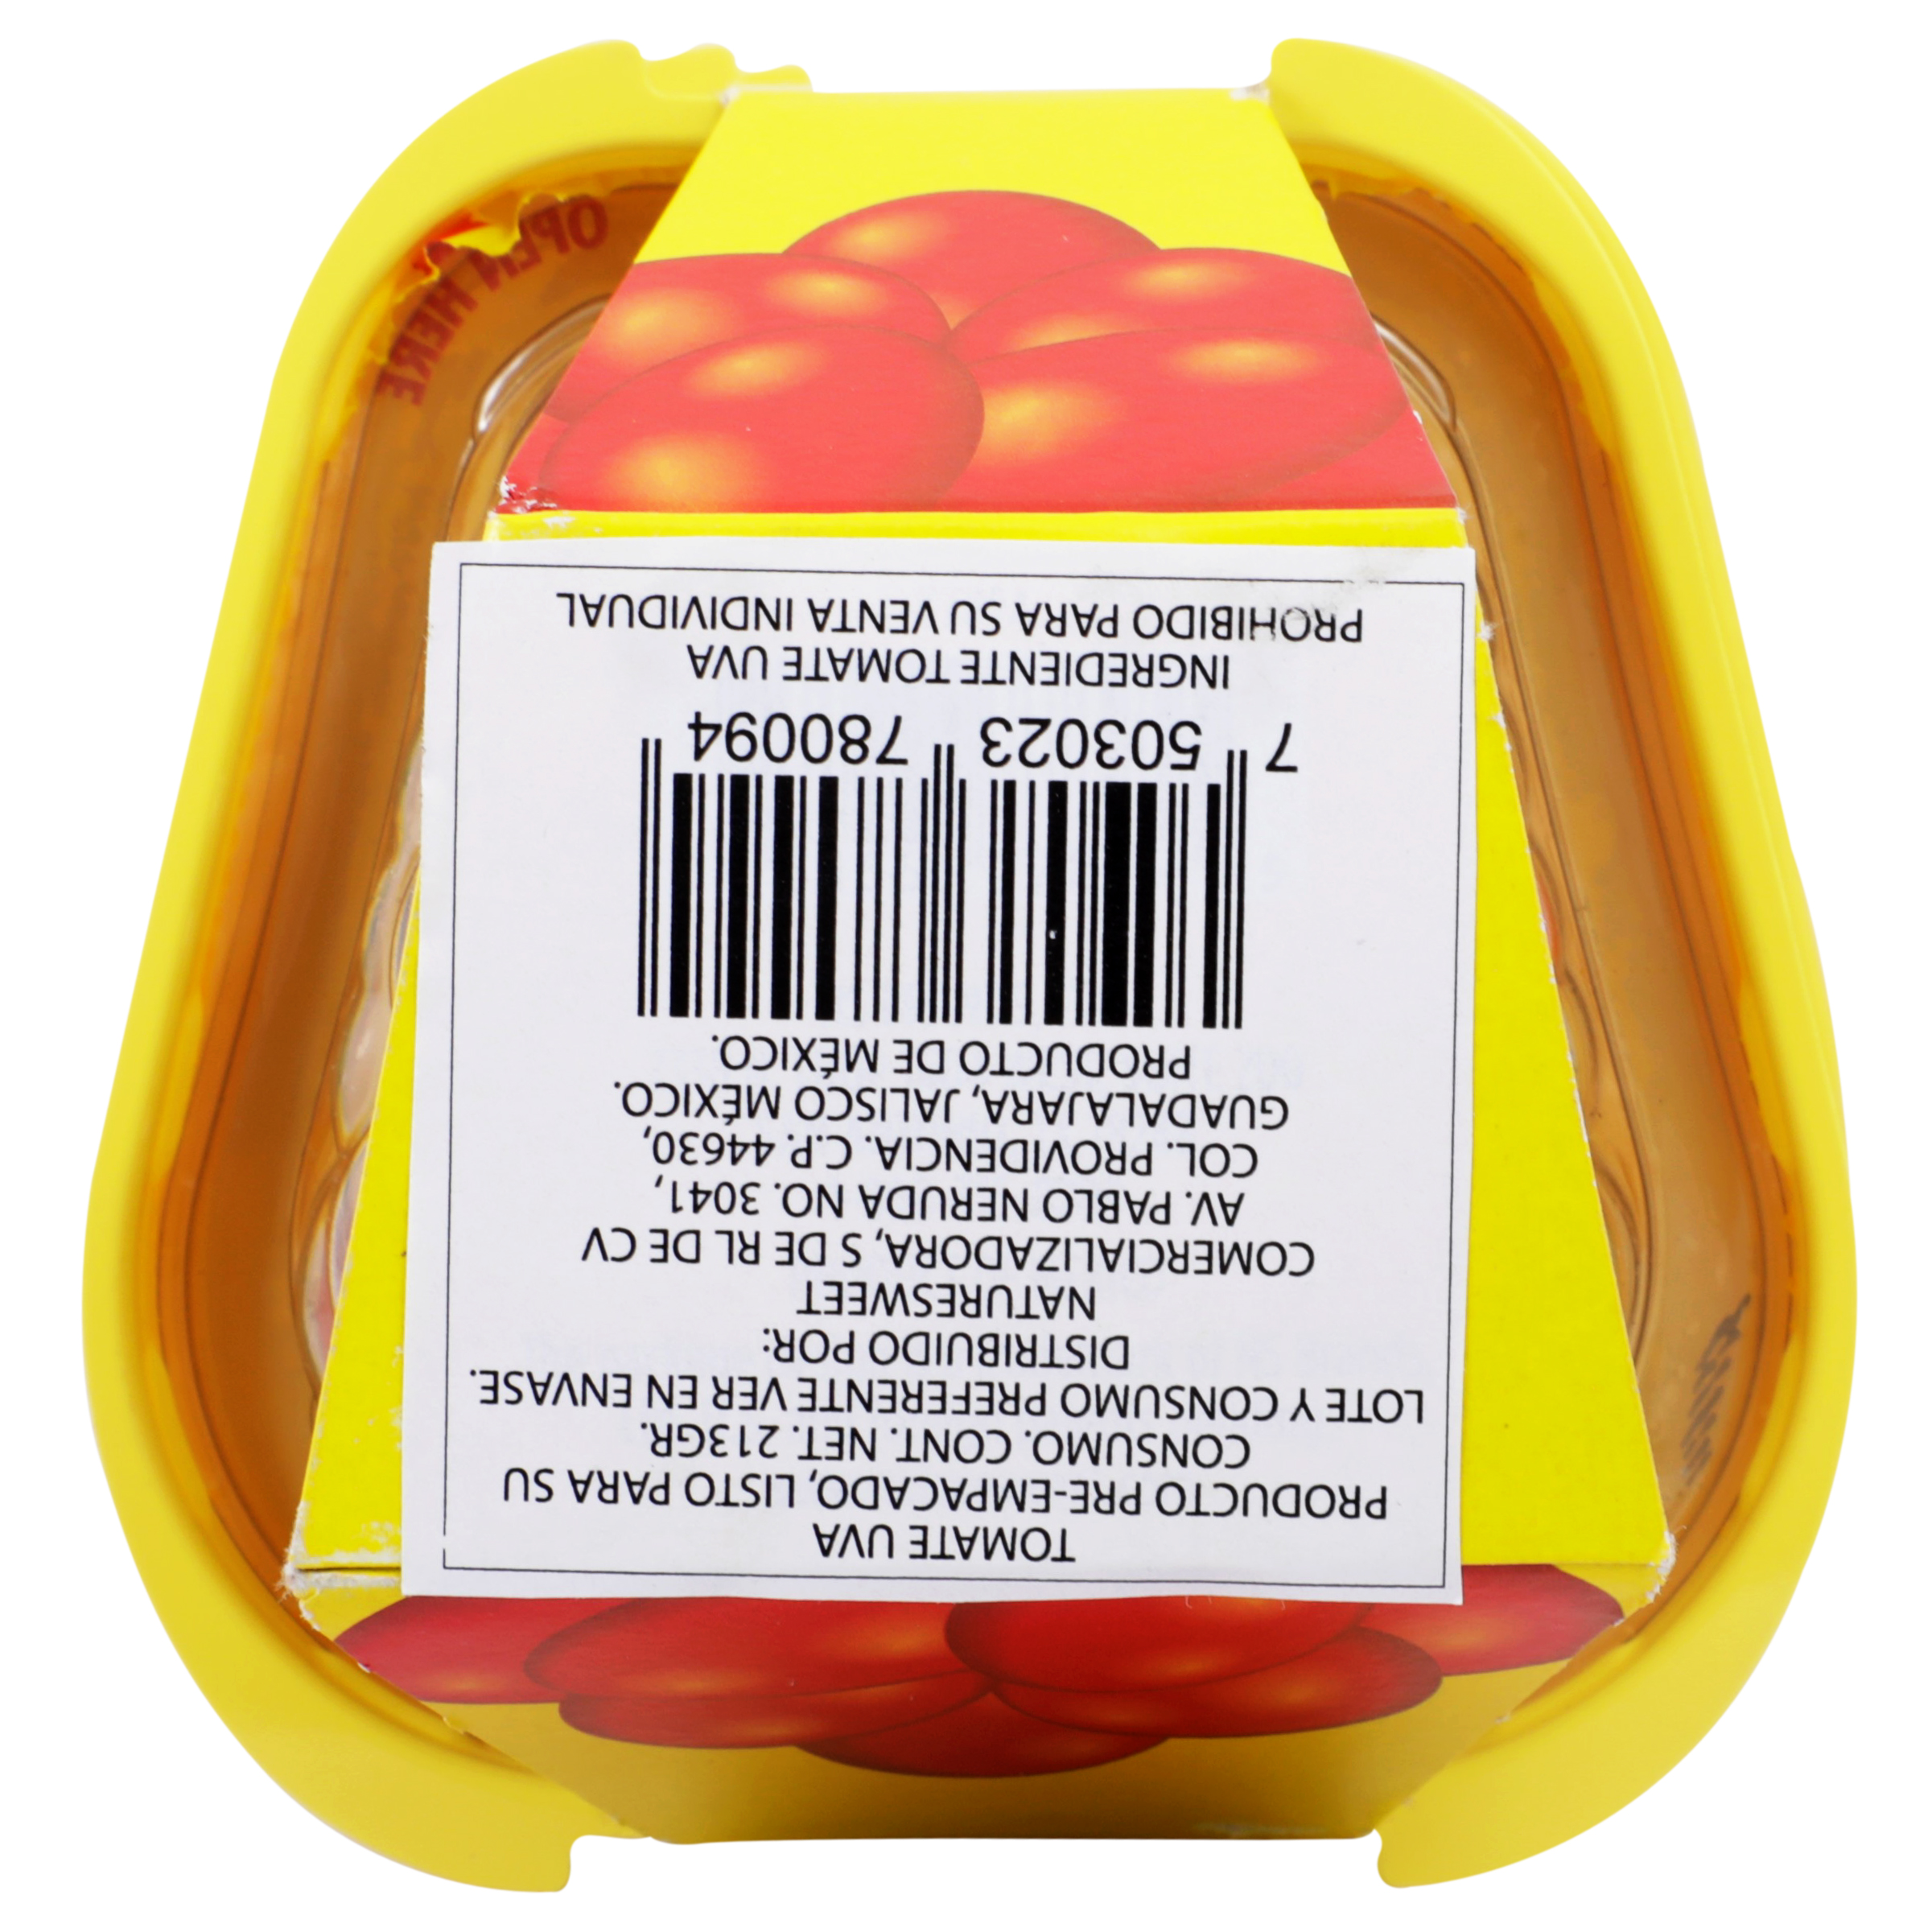 TOMATE UVA
PRODUCTO PRE-EMPACADO, LISTO PARA SU
CONSUMO. CONT. NET. 213GR.
LOTE Y CONSUMO PREFERENTE VER EN ENVASE.
DISTRIBUIDO POR:
NATURESWEET
COMERCIALIZADORA, S DE RL DE CV
AV. PABLO NERUDA NO. 3041,
COL. PROVIDENCIA. C.P. 44630,
GUADALAJARA, JALISCO MÉXICO.
PRODUCTO DE MÉXICO.
7 503023 780094
INGREDIENTE TOMATE UVA
PROHIBIDO PARA SU VENTA INDIVIDUAL
OPEN HERE